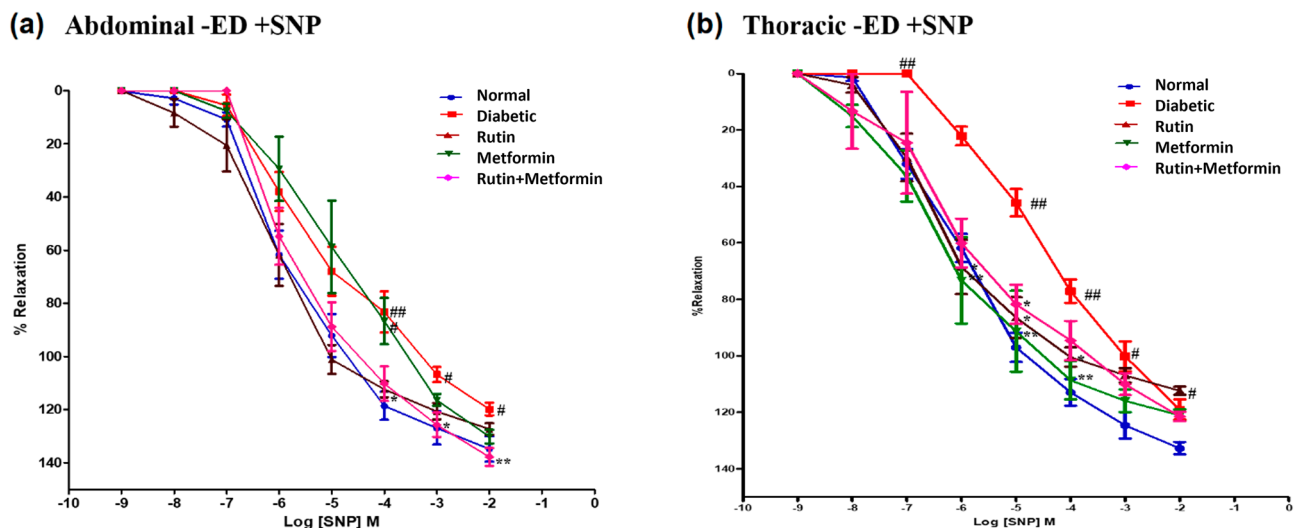 (a) Abdominal -ED +SNP
0
20
40
60
80
100
120
140
% Relaxation
-10 -9 -8 -7 -6 -5 -4 -3 -2 -1 0
Log [SNP] M
Normal
Diabetic
Rutin
Metformin
Rutin+Metformin
##
#
*
#
*
#
**
(b) Thoracic -ED +SNP
0
20
40
60
80
100
120
150
%Relaxation
-10 -9 -8 -7 -6 -5 -4 -3 -2 -1 0
Log [SNP] M
Normal
Diabetic
Rutin
Metformin
Rutin+Metformin
##
*
**
##
*
*
**
##
*
**
#
#